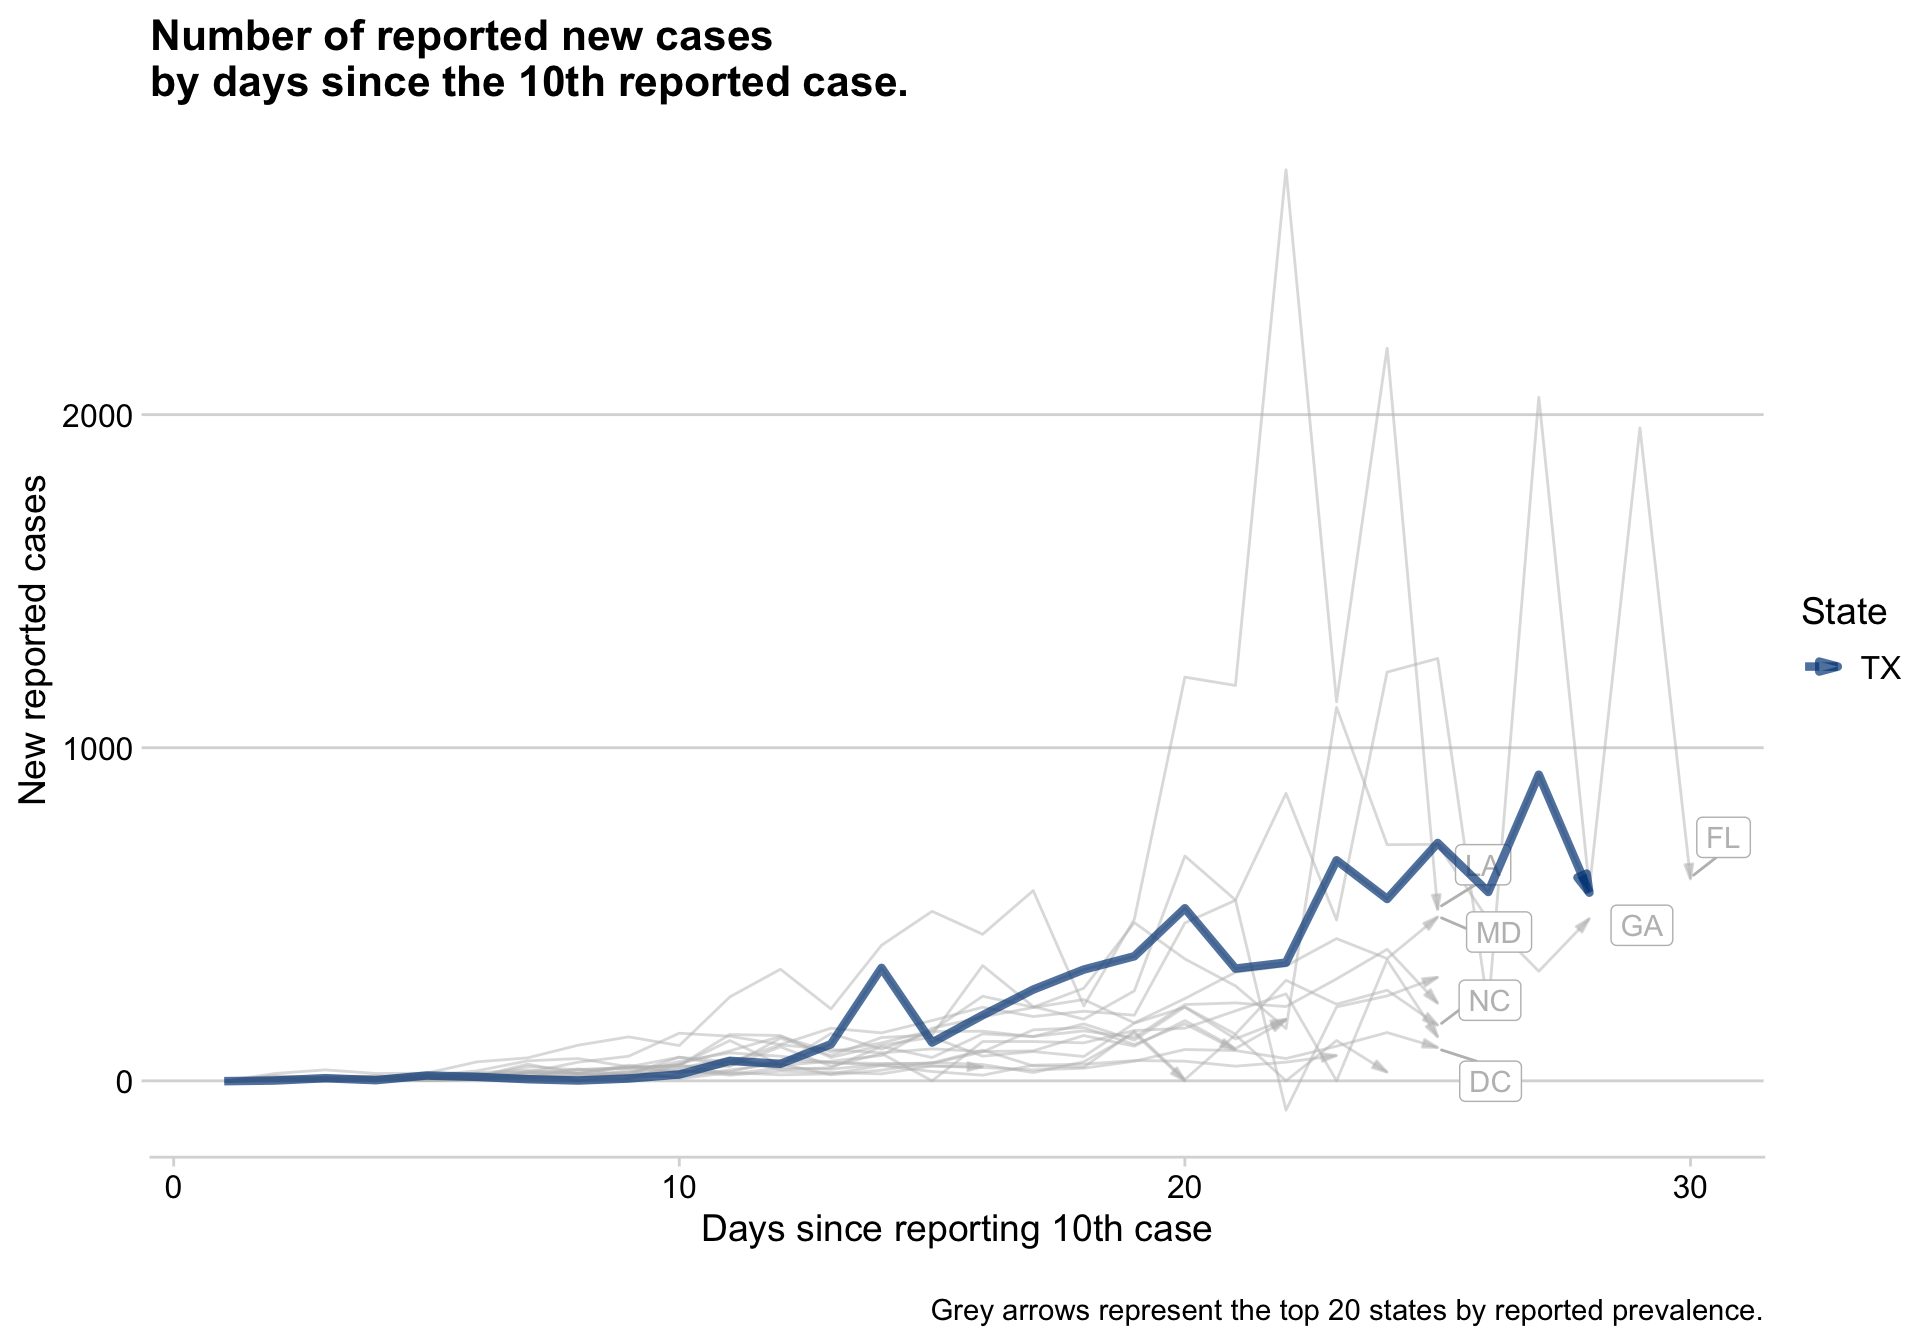 Number of reported new cases
by days since the 10th reported case.
New reported cases
2000
1000
0
FL
LA
MD
GA
NC
DC
0
10
20
30
Days since reporting 10th case
State
TX
Grey arrows represent the top 20 states by reported prevalence.